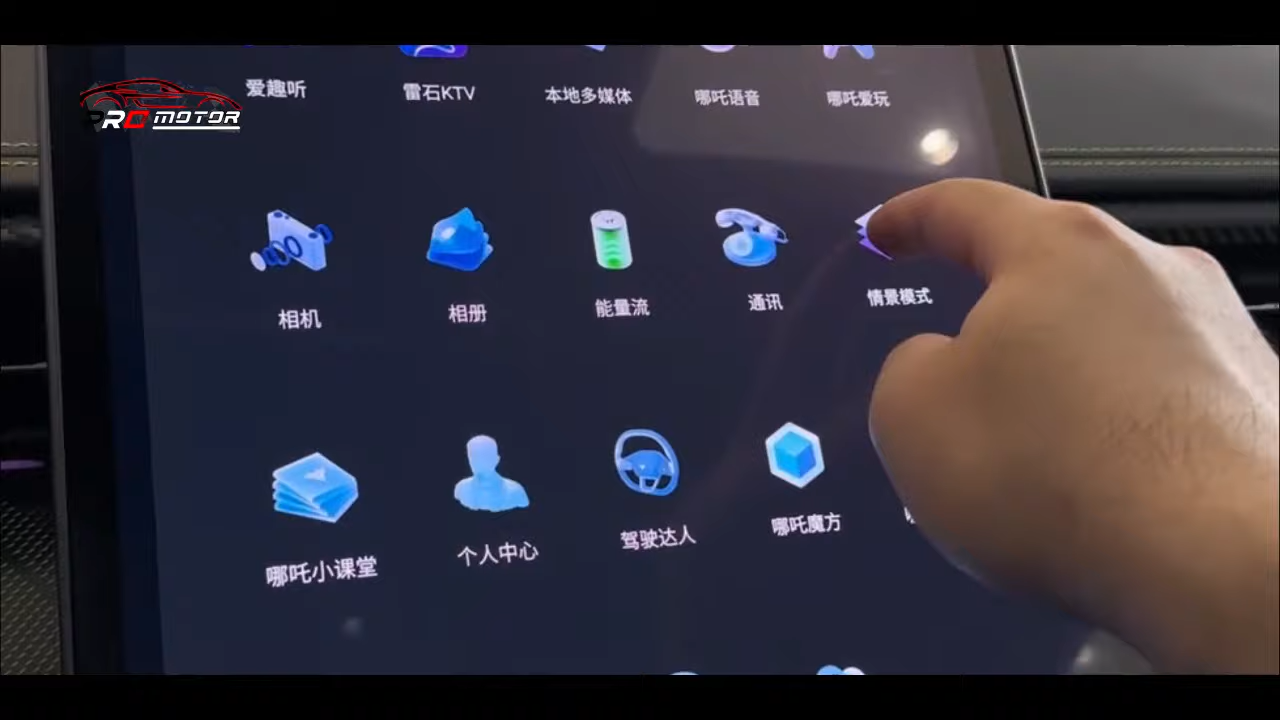 爱趣听
雷石KTV
本地多媒体
哪吒语音
哪吒爱玩
PRC MOTOR
相机
相册
能量流
通讯
情景模式
哪吒小课堂
个人中心
驾驶达人
哪吒魔方